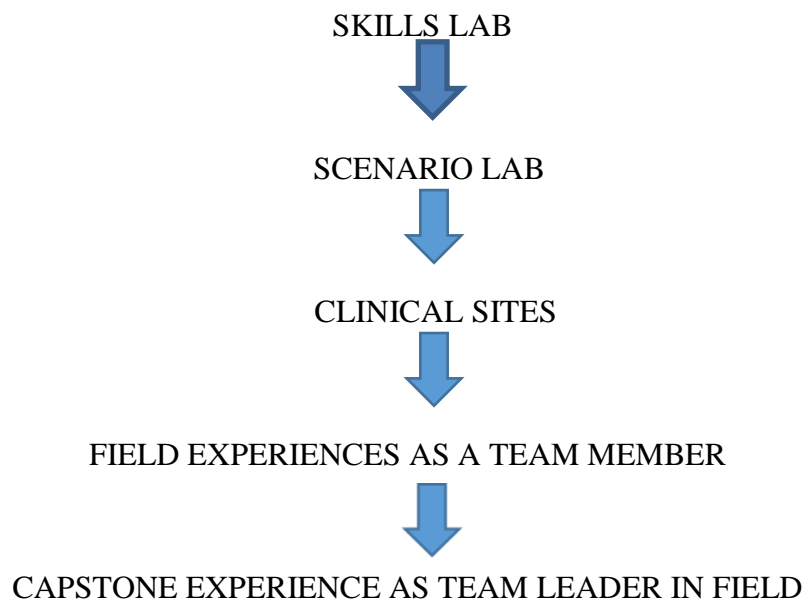 SKILLS LAB
SCENARIO LAB
CLINICAL SITES
FIELD EXPERIENCES AS A TEAM MEMBER
CAPSTONE EXPERIENCE AS TEAM LEADER IN FIELD